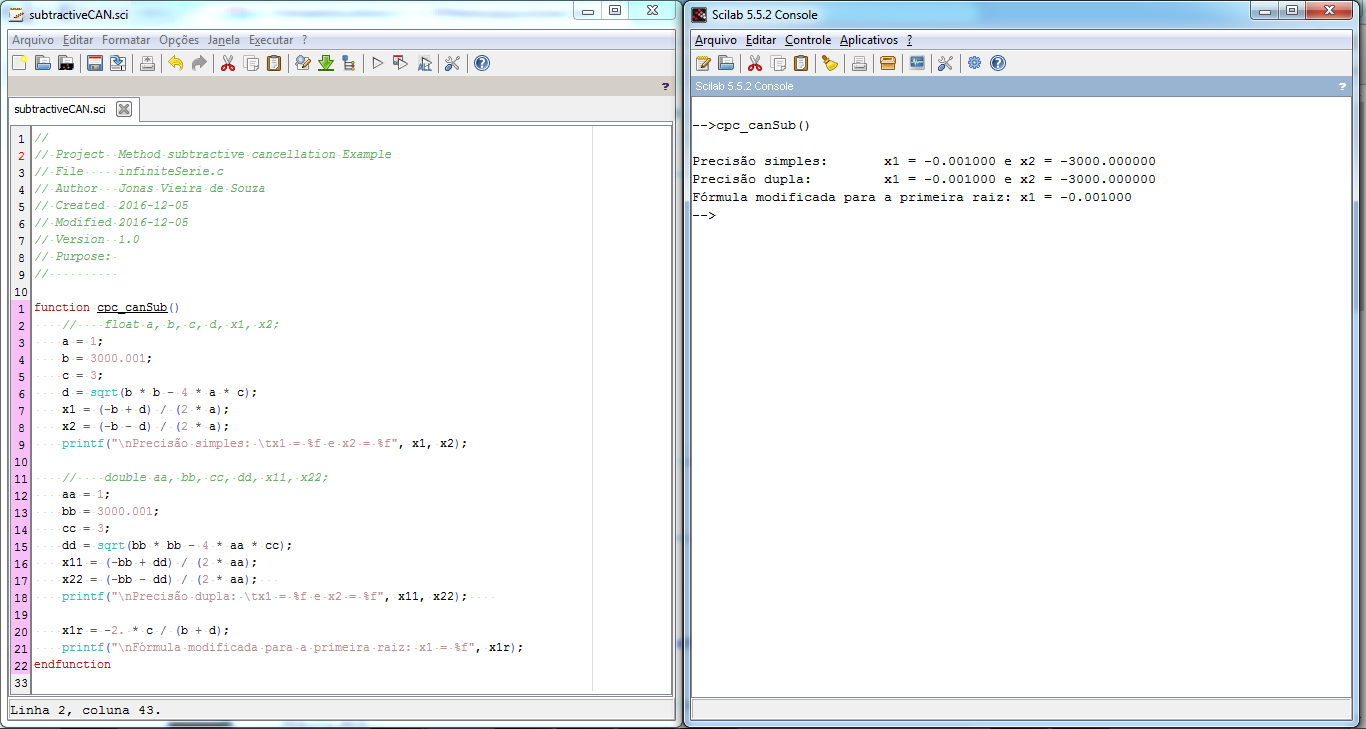 subtractiveCAN.sci
Arquivo Editar Formatar Opções Janela Executar ?
?
subtractiveCAN.sci
1 //
2 // Project Method subtractive cancellation Example
3 // File infiniteSerie.c
4 // Author Jonas Vieira de Souza
5 // Created 2016-12-05
6 // Modified 2016-12-05
7 // Version 1.0
8 // Purpose:
9 //
10
1 function cpc_canSub()
2 // float a, b, c, d, x1, x2;
3 a = 1;
4 b = 3000.001;
5 c = 3;
6 d = sqrt(b * b - 4 * a * c);
7 x1 = (-b + d) / (2 * a);
8 x2 = (-b - d) / (2 * a);
9 printf("\nPrecisão simples: \tx1 = %f e x2 = %f", x1, x2);
10
11 // double aa, bb, cc, dd, x11, x22;
12 aa = 1;
13 bb = 3000.001;
14 cc = 3;
15 dd = sqrt(bb * bb - 4 * aa * cc);
16 x11 = (-bb + dd) / (2 * aa);
17 x22 = (-bb - dd) / (2 * aa);
18 printf("\nPrecisão dupla: \tx1 = %f e x2 = %f", x11, x22);
19
20 x1r = -2. * c / (b + d);
21 printf("\nFórmula modificada para a primeira raiz: x1 = %f", x1r);
22 endfunction
33
Linha 2, coluna 43.
Scilab 5.5.2 Console
Arquivo Editar Controle Aplicativos ?
Scilab 5.5.2 Console ?
-->cpc_canSub()
Precisão simples: x1 = -0.001000 e x2 = -3000.000000
Precisão dupla: x1 = -0.001000 e x2 = -3000.000000
Fórmula modificada para a primeira raiz: x1 = -0.001000
-->